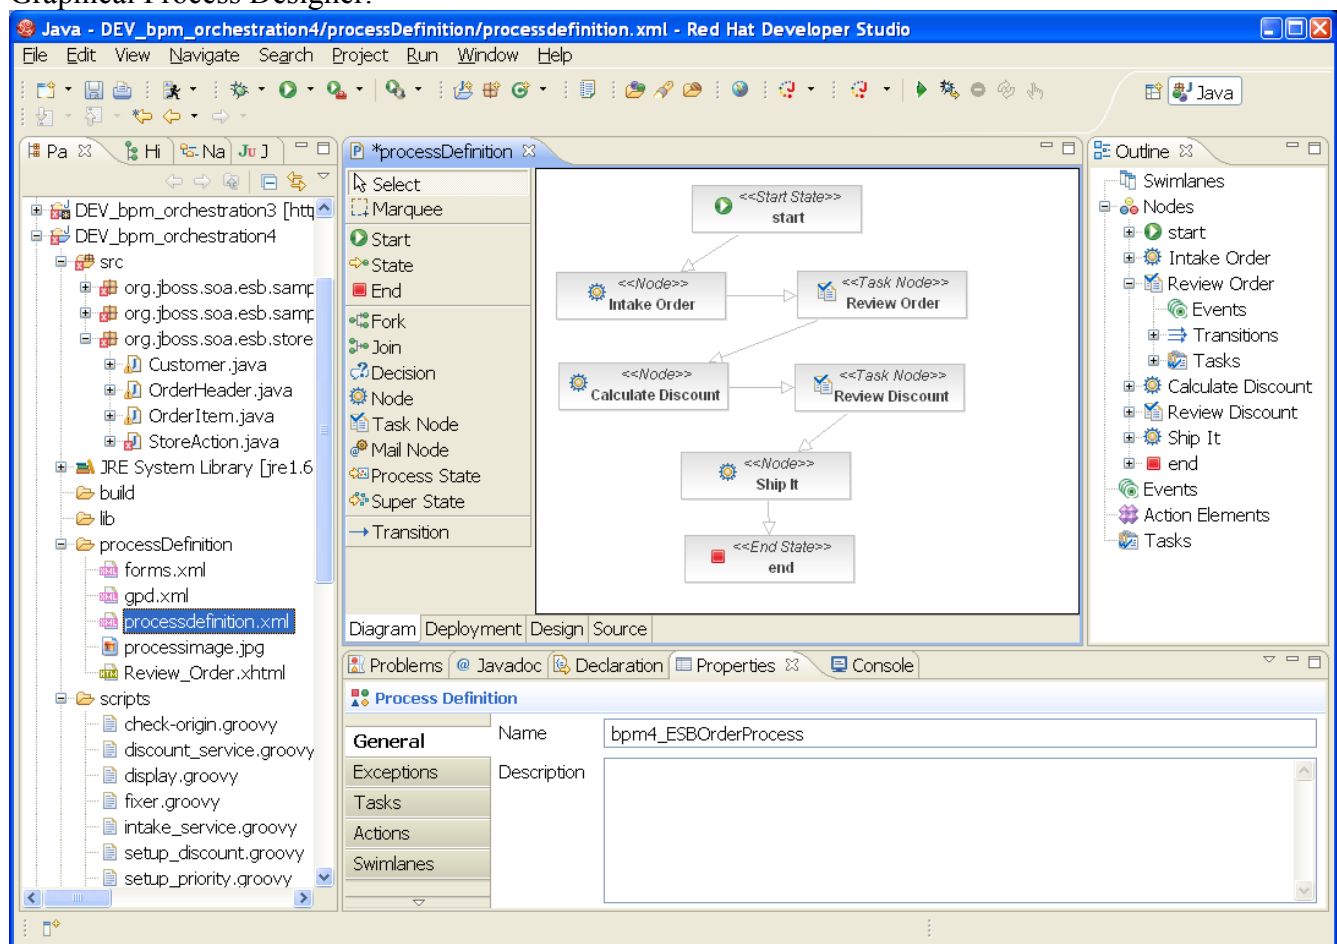 Graphical Process Designer.
Java - DEV_bpm_orchestration4/processDefinition/processdefinition.xml - Red Hat Developer Studio
File Edit View Navigate Search Project Run Window Help
Java
Pa Hi Na Ju J
DEV_bpm_orchestration3 [http
DEV_bpm_orchestration4
src
org.jboss.soa.esb.samp
org.jboss.soa.esb.samp
org.jboss.soa.esb.store
Customer.java
OrderHeader.java
OrderItem.java
StoreAction.java
JRE System Library [jre1.6
build
lib
processDefinition
forms.xml
gpd.xml
processdefinition.xml
processimage.jpg
Review_Order.xhtml
scripts
check-origin.groovy
discount_service.groovy
display.groovy
fixer.groovy
intake_service.groovy
setup_discount.groovy
setup_priority.groovy
*processDefinition
Select
Marquee
Start
State
End
Fork
Join
Decision
Node
Task Node
Mail Node
Process State
Super State
Transition
<<Start State>>
start
<<Node>>
Intake Order
<<Task Node>>
Review Order
<<Node>>
Calculate Discount
<<Task Node>>
Review Discount
<<Node>>
Ship It
<<End State>>
end
Diagram Deployment Design Source
Outline
Swimlanes
Nodes
start
Intake Order
Review Order
Events
Transitions
Tasks
Calculate Discount
Review Discount
Ship It
end
Events
Action Elements
Tasks
Problems @ Javadoc Declaration Properties Console
Process Definition
General
Exceptions
Tasks
Actions
Swimlanes
Name bpm4_ESBOrderProcess
Description